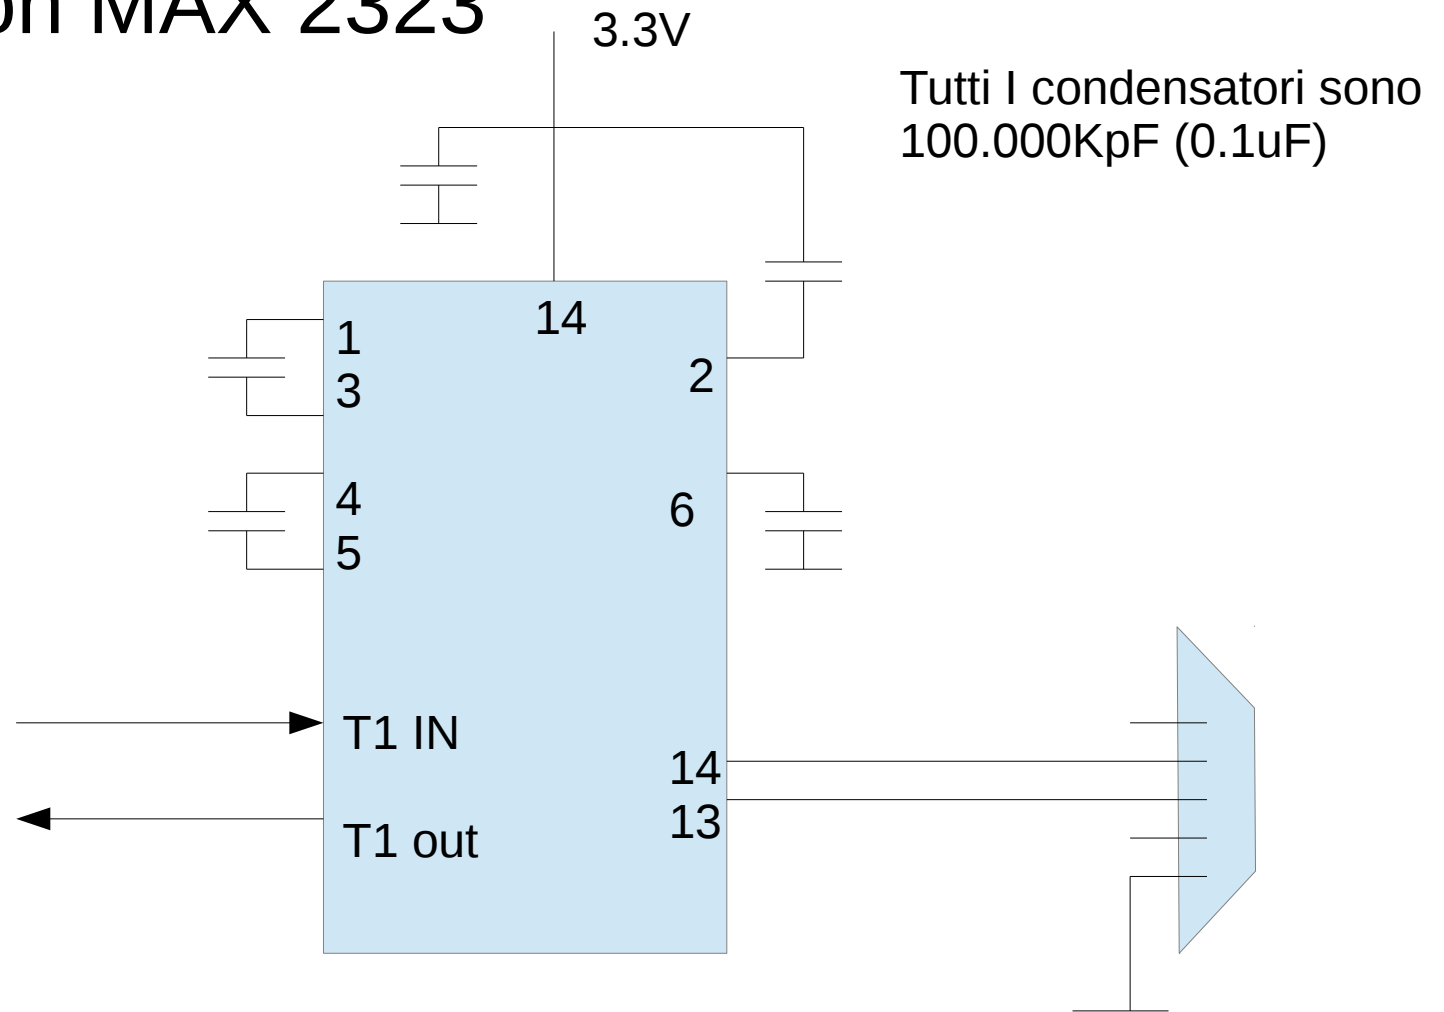 on MAX 2323
3.3V
Tutti I condensatori sono
100.000KpF (0.1uF)
14
1
3
2
4
5
6
T1 IN
14
13
T1 out